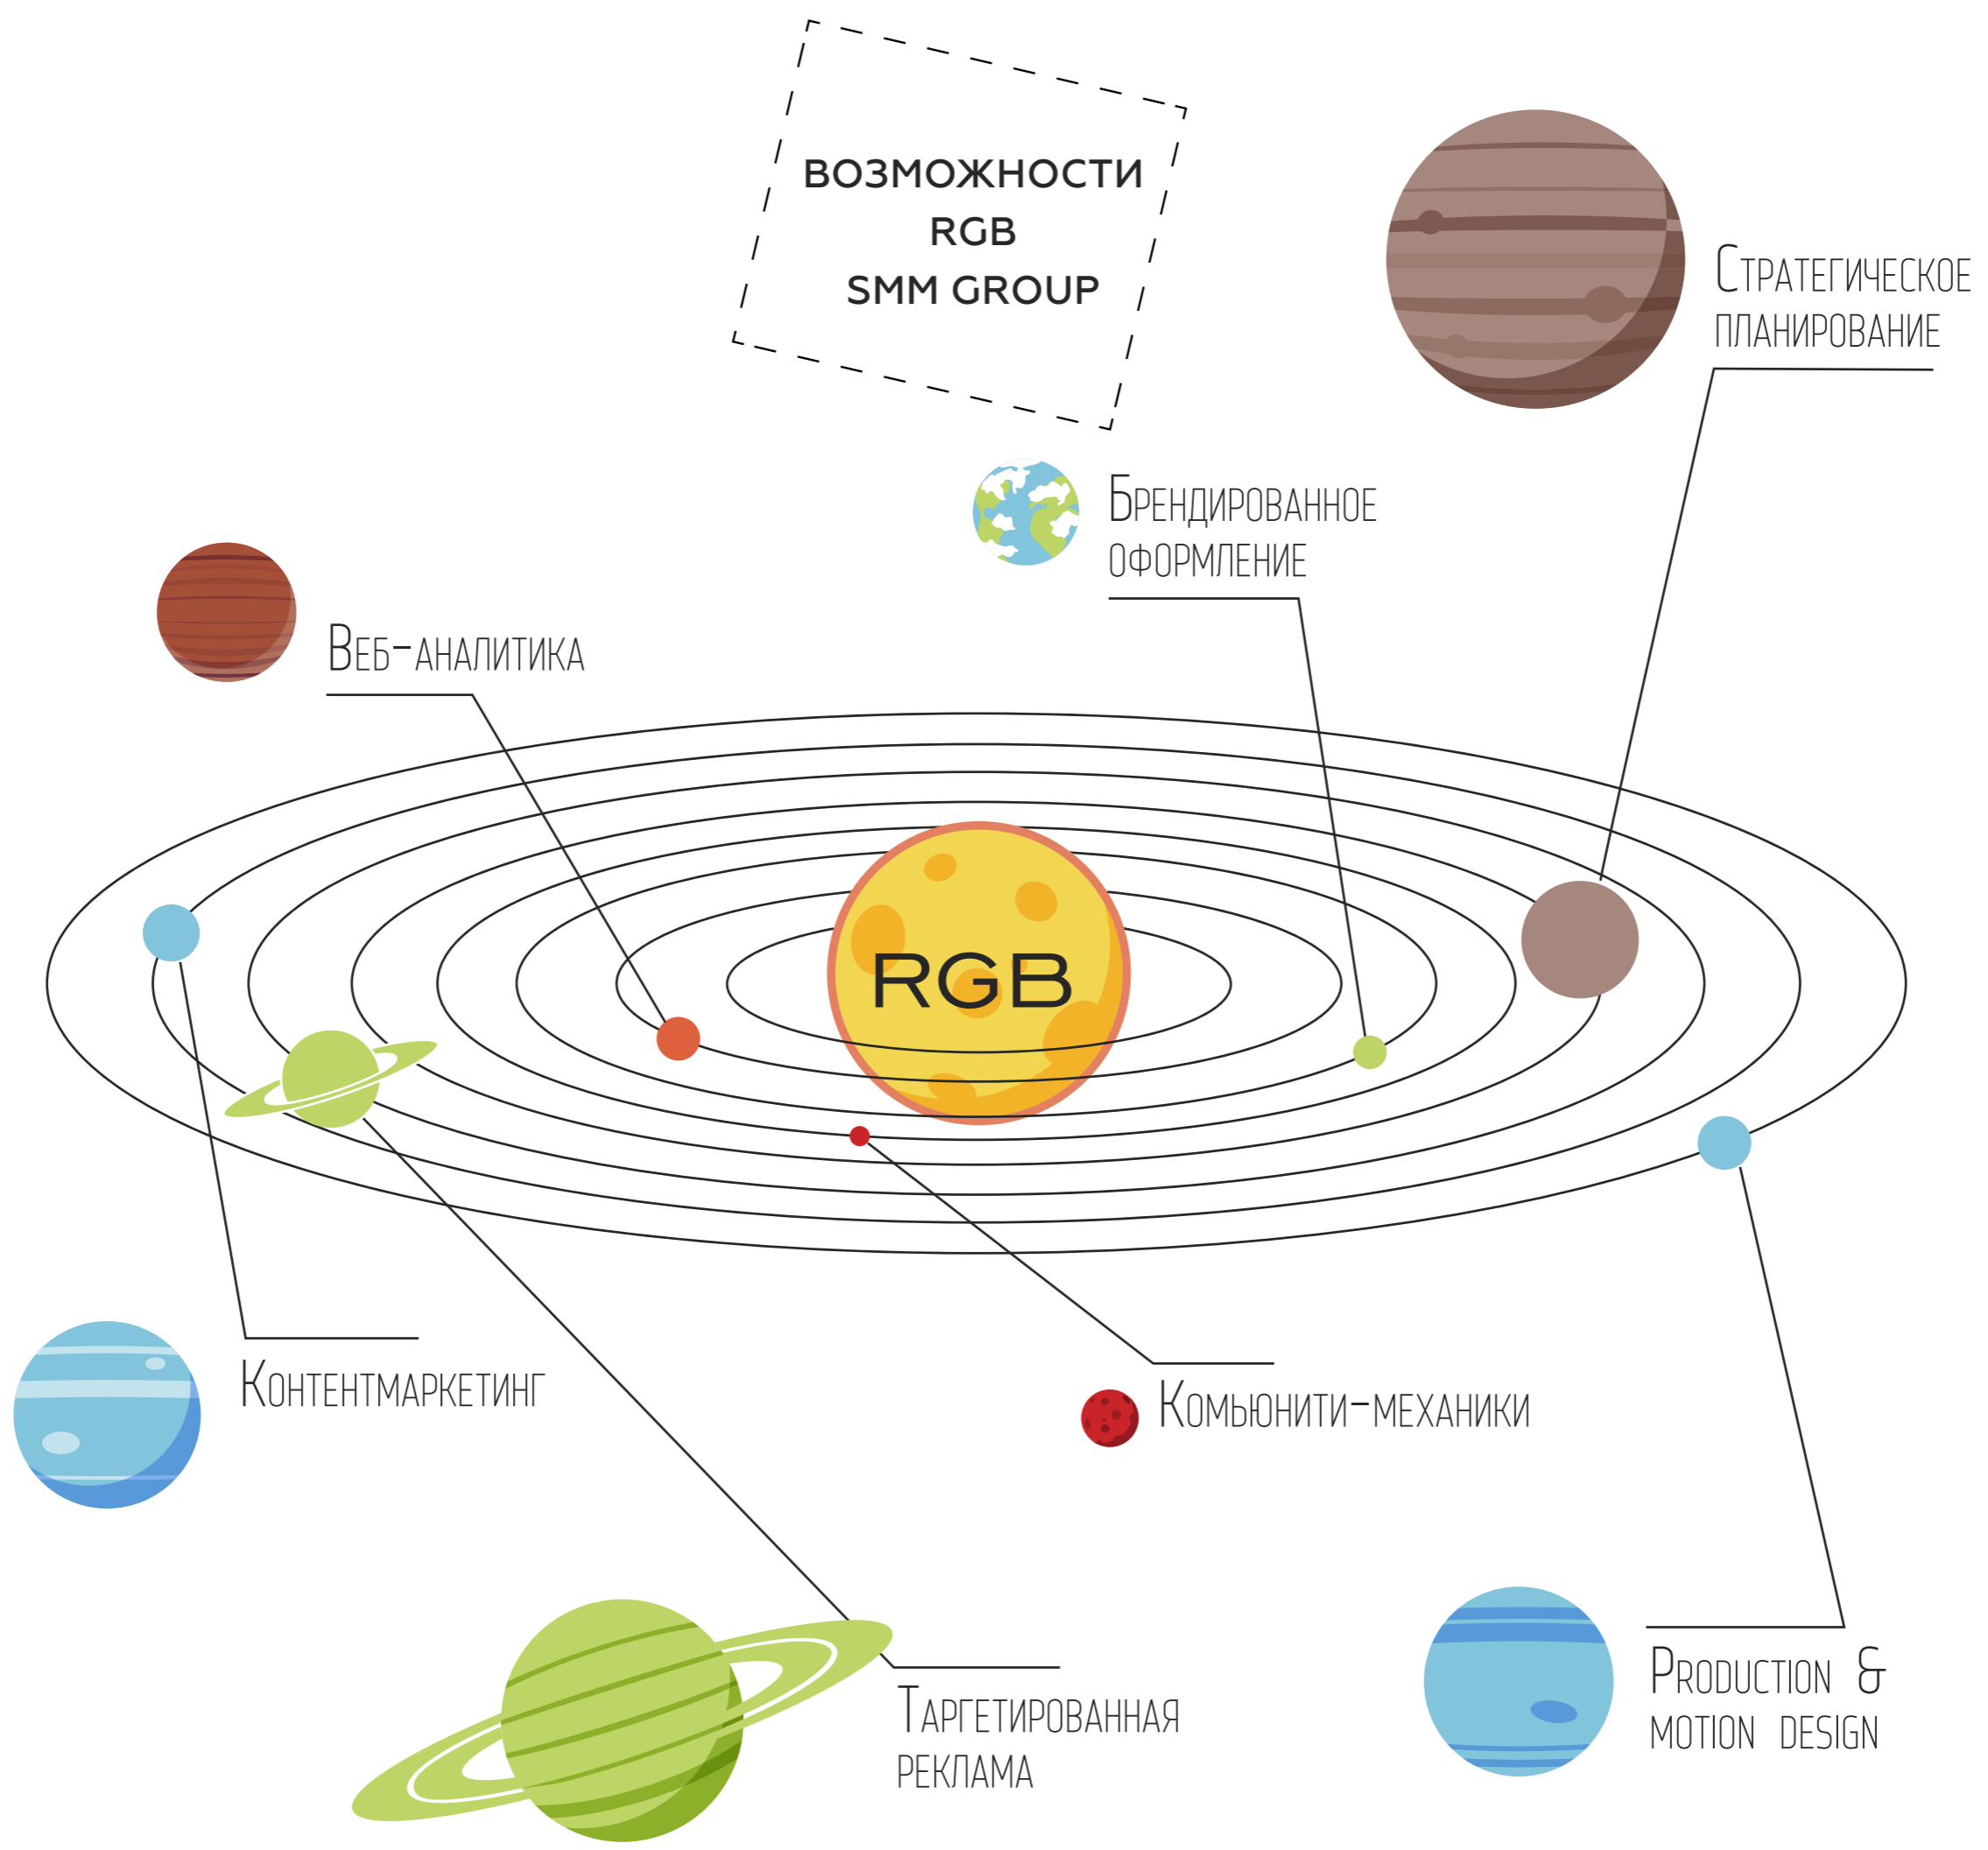 ВОЗМОЖНОСТИ
RGB
SMM GROUP
Стратегическое
планирование
Брендированное
оформление
Веб-аналитика
RGB
Контентмаркетинг
Комьюнити-механики
Production &
motion design
Таргетированная
реклама